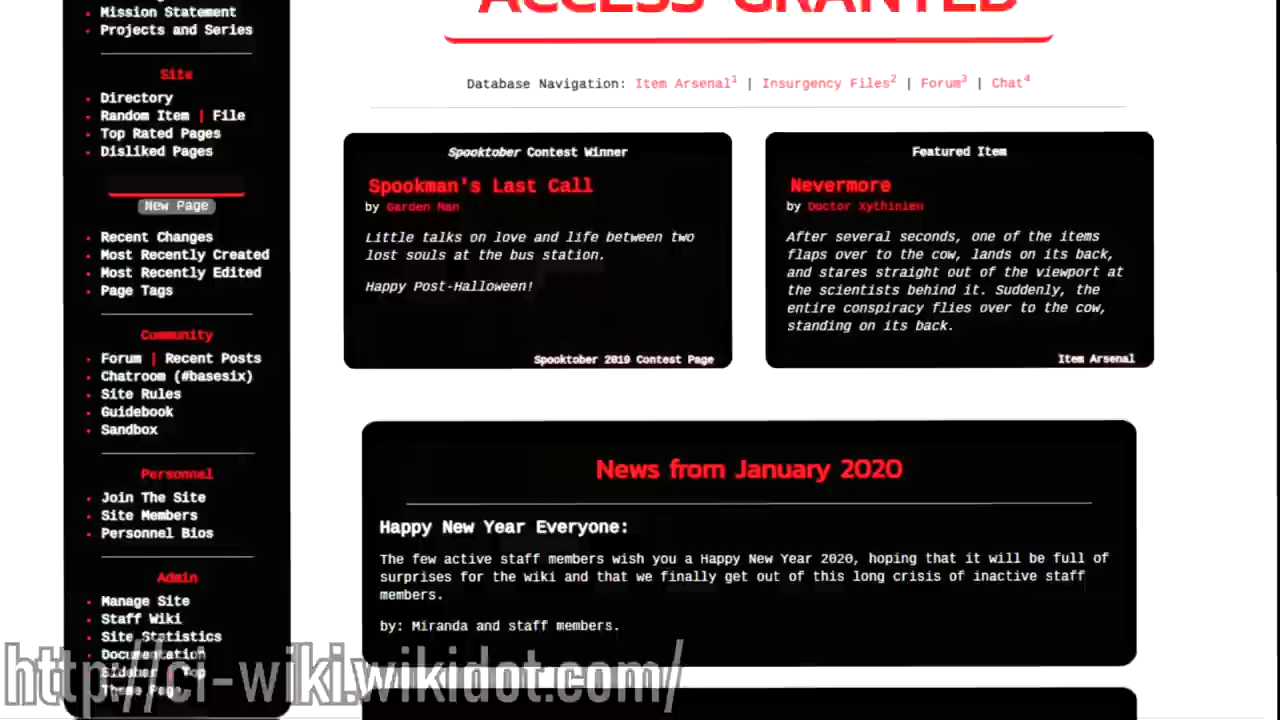 Mission Statement
Projects and Series
Site
Directory
Random Item | File
Top Rated Pages
Disliked Pages
New Page
Recent Changes
Most Recently Created
Most Recently Edited
Page Tags
Community
Forum | Recent Posts
Chatroom (#basesix)
Site Rules
Guidebook
Sandbox
Personnel
Join The Site
Site Members
Personnel Bios
Admin
Manage Site
Staff Wiki
Site Statistics
Documentation
Sidebar | Top
Theme Page
ACCESS GRANTED
Database Navigation: Item Arsenal1 | Insurgency Files2 | Forum3 | Chat4
Spooktober Contest Winner
Spookman's Last Call
by Garden Man
Little talks on love and life between two
lost souls at the bus station.
Happy Post-Halloween!
Spooktober 2019 Contest Page
Featured Item
Nevermore
by Doctor Xythinien
After several seconds, one of the items
flaps over to the cow, lands on its back,
and stares straight out of the viewport at
the scientists behind it. Suddenly, the
entire conspiracy flies over to the cow,
standing on its back.
Item Arsenal
News from January 2020
Happy New Year Everyone:
The few active staff members wish you a Happy New Year 2020, hoping that it will be full of
surprises for the wiki and that we finally get out of this long crisis of inactive staff
members.
by: Miranda and staff members.
http://ci-wiki.wikidot.com/